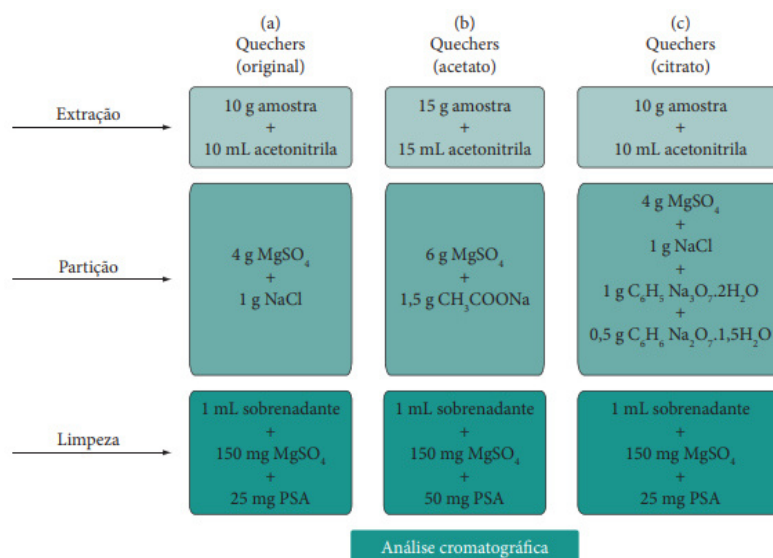 (a)
Quechers
(original)
(b)
Quechers
(acetato)
(c)
Quechers
(citrato)
Extração
10 g amostra
+
10 mL acetonitrila
15 g amostra
+
15 mL acetonitrila
10 g amostra
+
10 mL acetonitrila
Partição
4 g MgSO₄
+
1 g NaCl
6 g MgSO₄
+
1,5 g CH₃COONa
4 g MgSO₄
+
1 g NaCl
+
1 g C₆H₅ Na₃O₇.2H₂O
+
0,5 g C₆H₆ Na₂O₇.1,5H₂O
Limpeza
1 mL sobrenadante
+
150 mg MgSO₄
+
25 mg PSA
1 mL sobrenadante
+
150 mg MgSO₄
+
50 mg PSA
1 mL sobrenadante
+
150 mg MgSO₄
+
25 mg PSA
Análise cromatográfica